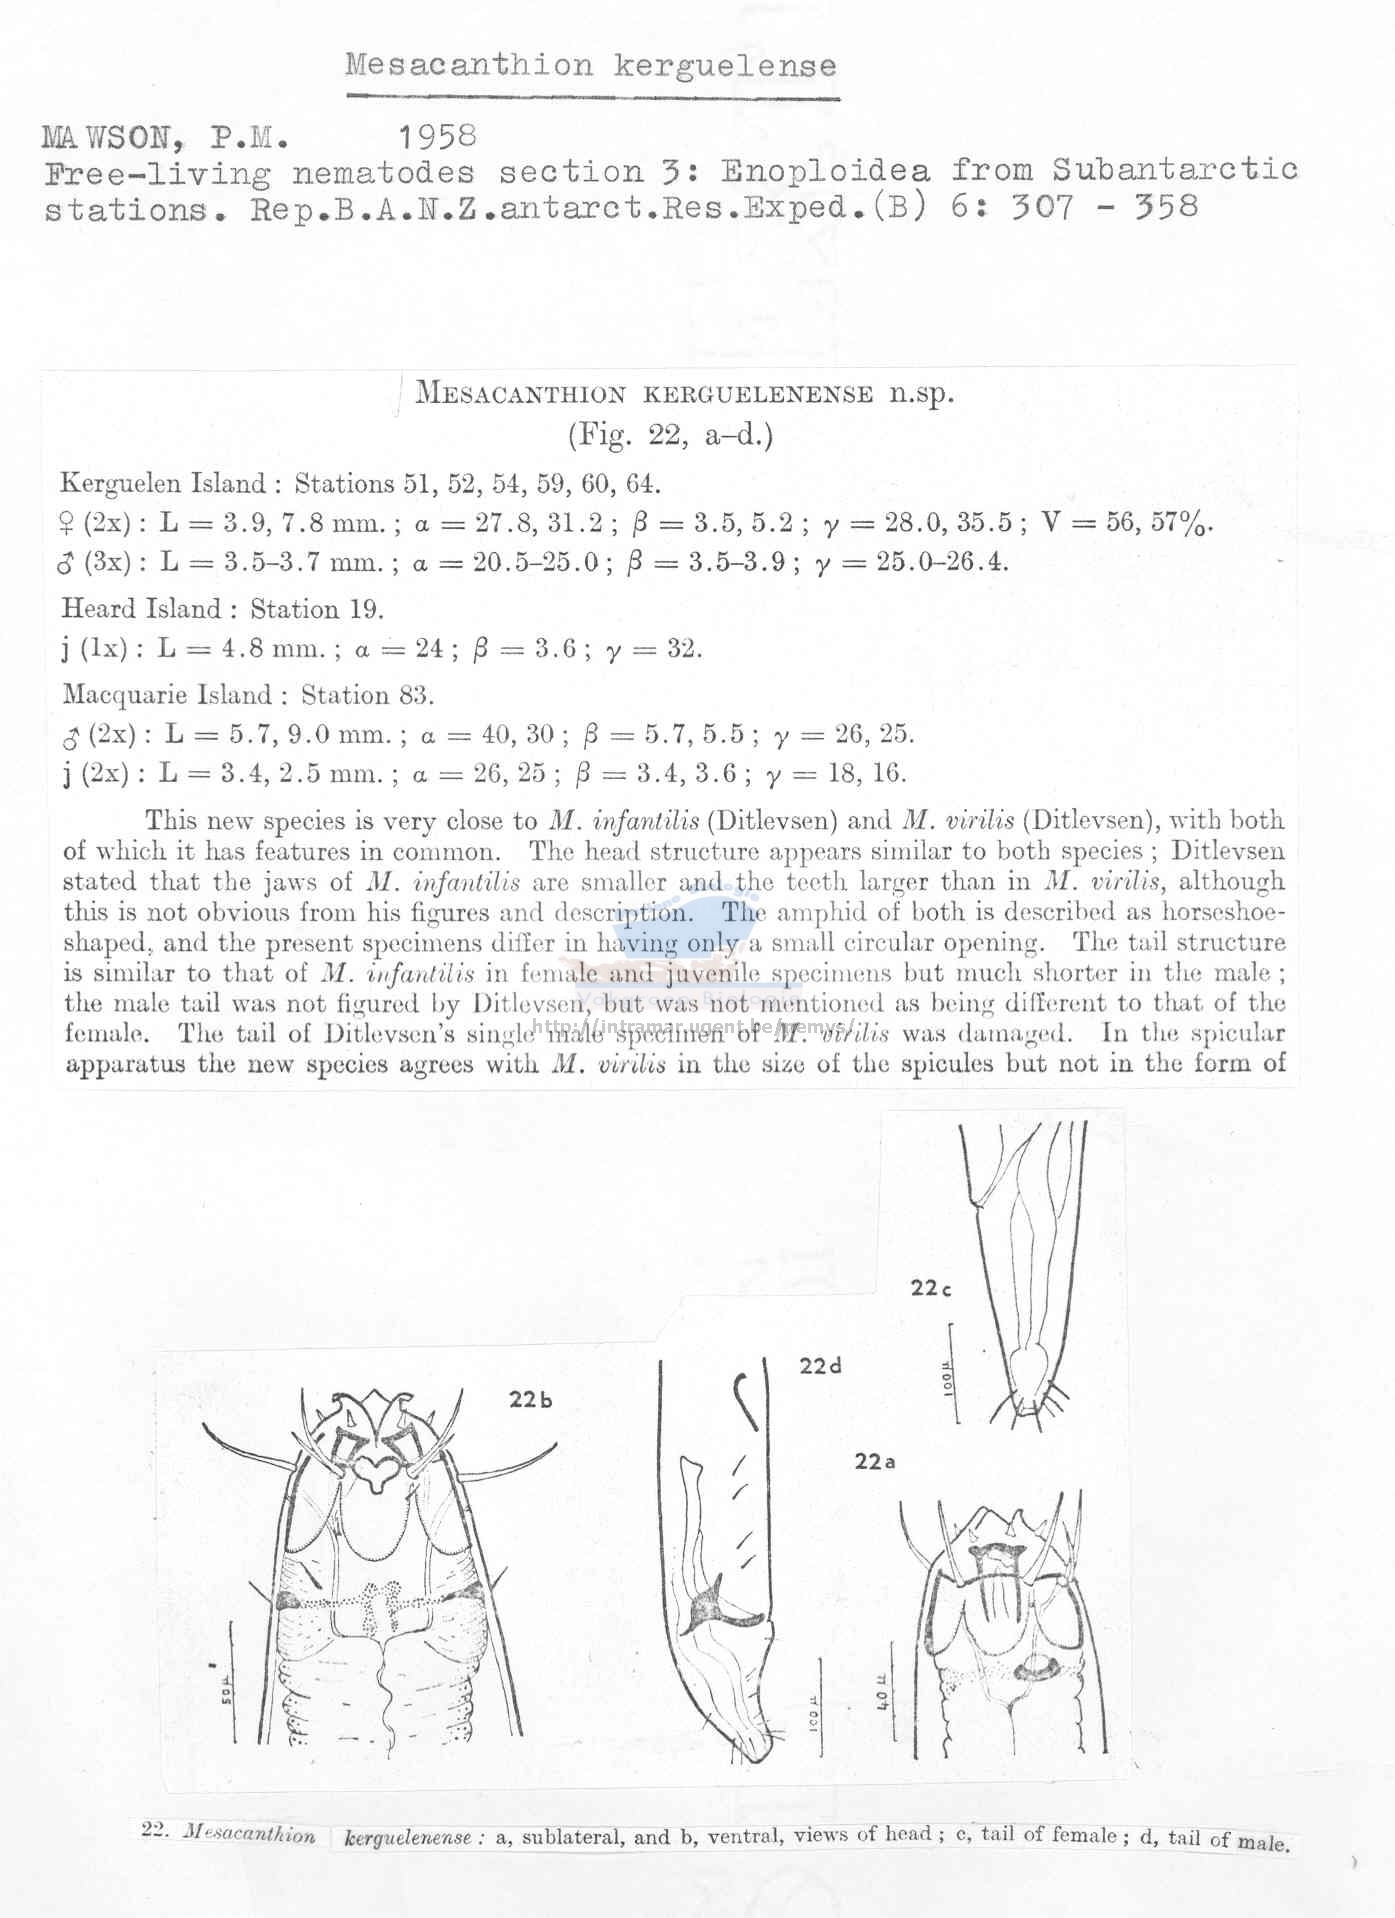 Mesacanthion kerguelense
MAWSON, P.M. 1958
Free-living nematodes section 3: Enoploidea from Subantarctic
stations. Rep.B.A.N.Z.antarct.Res.Exped.(B) 6: 307 - 358
MESACANTHION KERGUELENENSE n.sp.
(Fig. 22, a–d.)
Kerguelen Island : Stations 51, 52, 54, 59, 60, 64.
♀ (2x) : L = 3.9, 7.8 mm. ; α = 27.8, 31.2 ; β = 3.5, 5.2 ; γ = 28.0, 35.5 ; V = 56, 57%.
♂ (3x) : L = 3.5–3.7 mm. ; α = 20.5–25.0 ; β = 3.5–3.9 ; γ = 25.0–26.4.
Heard Island : Station 19.
j (1x) : L = 4.8 mm. ; α = 24 ; β = 3.6 ; γ = 32.
Macquarie Island : Station 83.
♂ (2x) : L = 5.7, 9.0 mm. ; α = 40, 30 ; β = 5.7, 5.5 ; γ = 26, 25.
j (2x) : L = 3.4, 2.5 mm. ; α = 26, 25 ; β = 3.4, 3.6 ; γ = 18, 16.
This new species is very close to M. infantilis (Ditlevsen) and M. virilis (Ditlevsen), with both
of which it has features in common. The head structure appears similar to both species ; Ditlevsen
stated that the jaws of M. infantilis are smaller and the teeth larger than in M. virilis, although
this is not obvious from his figures and description. The amphid of both is described as horseshoe-
shaped, and the present specimens differ in having only a small circular opening. The tail structure
is similar to that of M. infantilis in female and juvenile specimens but much shorter in the male ;
the male tail was not figured by Ditlevsen, but was not mentioned as being different to that of the
female. The tail of Ditlevsen's single male specimen of M. virilis was damaged. In the spicular
apparatus the new species agrees with M. virilis in the size of the spicules but not in the form of
http://intramar.ugent.be/nemys/
22c
100 µ
22d
22b
22a
50 µ
100 µ
40 µ
22. Mesacanthion kerguelenense : a, sublateral, and b, ventral, views of head ; c, tail of female ; d, tail of male.